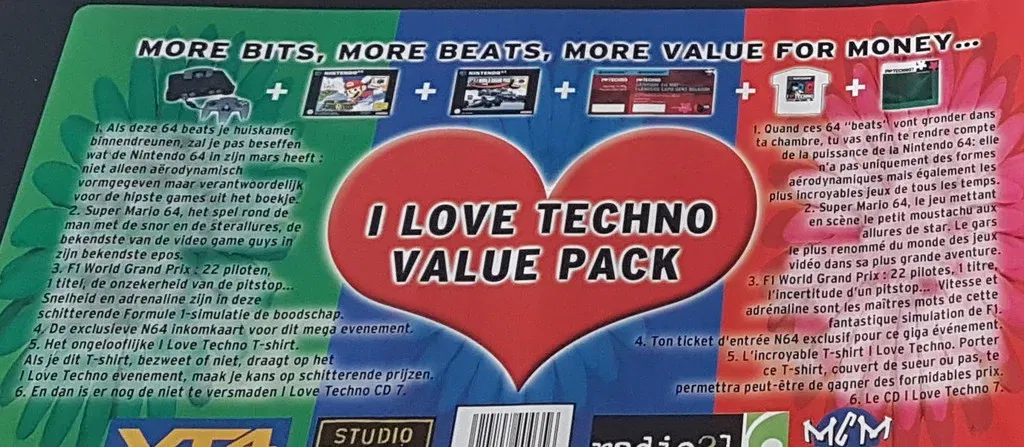 MORE BITS, MORE BEATS, MORE VALUE FOR MONEY...
1. Als deze 64 beats je huiskamer
binnendreunen, zal je pas beseffen
wat de Nintendo 64 in zijn mars heeft :
niet alleen aërodynamisch
vormgegeven maar verantwoordelijk
voor de hipste games uit het boekje.
2. Super Mario 64, het spel rond de
man met de snor en de sterallures, de
bekendste van de video game guys in
zijn bekendste epos.
3. F1 World Grand Prix : 22 piloten,
1 titel, de onzekerheid van de pitstop...
Snelheid en adrenaline zijn in deze
schitterende Formule 1-simulatie de boodschap.
4. De exclusieve N64 inkomkaart voor dit mega evenement.
5. Het ongelooflijke I Love Techno T-shirt.
Als je dit T-shirt, bezweet of niet, draagt op het
I Love Techno evenement, maak je kans op schitterende prijzen.
6. En dan is er nog de niet te versmaden I Love Techno CD 7.
I LOVE TECHNO
VALUE PACK
1. Quand ces 64 "beats" vont gronder dans
ta chambre, tu vas enfin te rendre compte
de la puissance de la Nintendo 64: elle
n'a pas uniquement des formes
aérodynamiques mais également les
plus incroyables jeux de tous les temps.
2. Super Mario 64, le jeu mettant
en scène le petit moustachu aux
allures de star. Le gars
le plus renommé du monde des jeux
vidéo dans sa plus grande aventure.
3. F1 World Grand Prix : 22 pilotes, 1 titre,
l'incertitude d'un pitstop... Vitesse et
adrénaline sont les maîtres mots de cette
fantastique simulation de F1.
4. Ton ticket d'entrée N64 exclusif pour ce giga événement.
5. L'incroyable T-shirt I Love Techno. Porter
ce T-shirt, couvert de sueur ou pas, te
permettra peut-être de gagner des formidables prix.
6. Le CD I Love Techno 7.
STUDIO
radio21
MCM